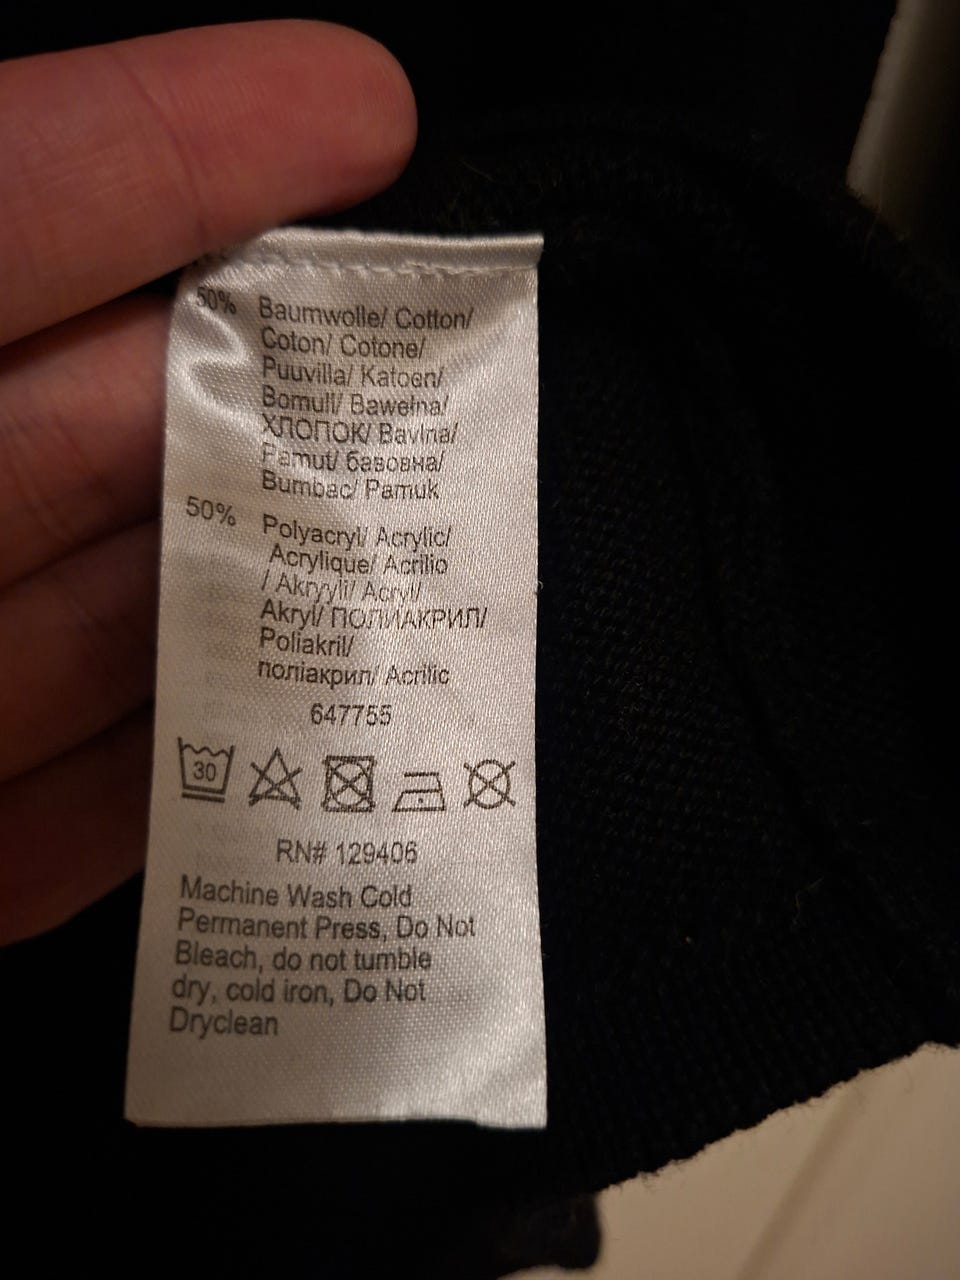 50% Baumwolle/ Cotton/
Coton/ Cotone/
Puuvilla/ Katoen/
Bomull/ Bawełna/
ХЛОПОК/ Bavlna/
Pamut/ бавовна/
Bumbac/ Pamuk
50% Polyacryl/ Acrylic/
Acrylique/ Acrilio
/ Akryyli/ Acryl/
Akryl/ ПОЛИАКРИЛ/
Poliakril/
поліакрил/ Acrilic
647755
30
RN# 129406
Machine Wash Cold
Permanent Press, Do Not
Bleach, do not tumble
dry, cold iron, Do Not
Dryclean